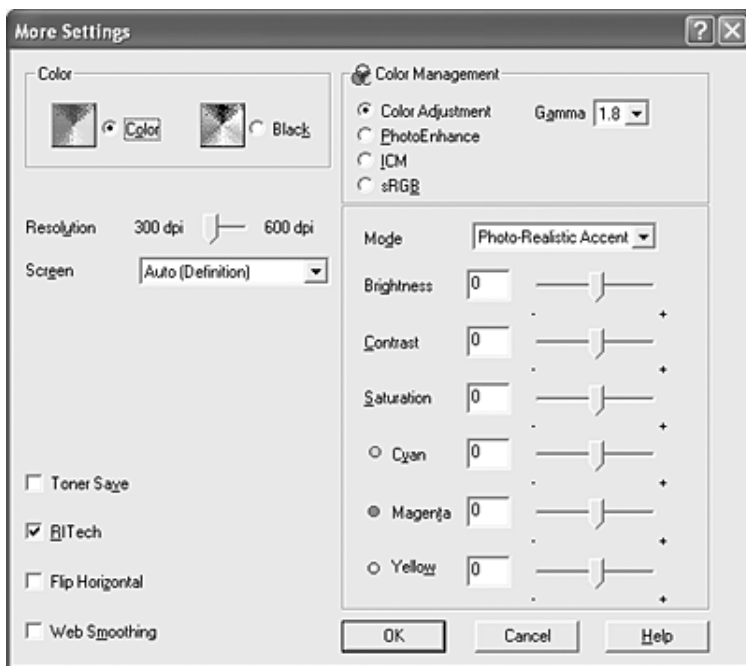 More Settings
Color
Color
Black
Resolution 300 dpi 600 dpi
Screen Auto (Definition)
Toner Save
RITech
Flip Horizontal
Web Smoothing
Color Management
Color Adjustment Gamma 1.8
PhotoEnhance
ICM
sRGB
Mode Photo-Realistic Accent
Brightness 0
- +
Contrast 0
- +
Saturation 0
- +
Cyan 0
- +
Magenta 0
- +
Yellow 0
- +
OK Cancel Help